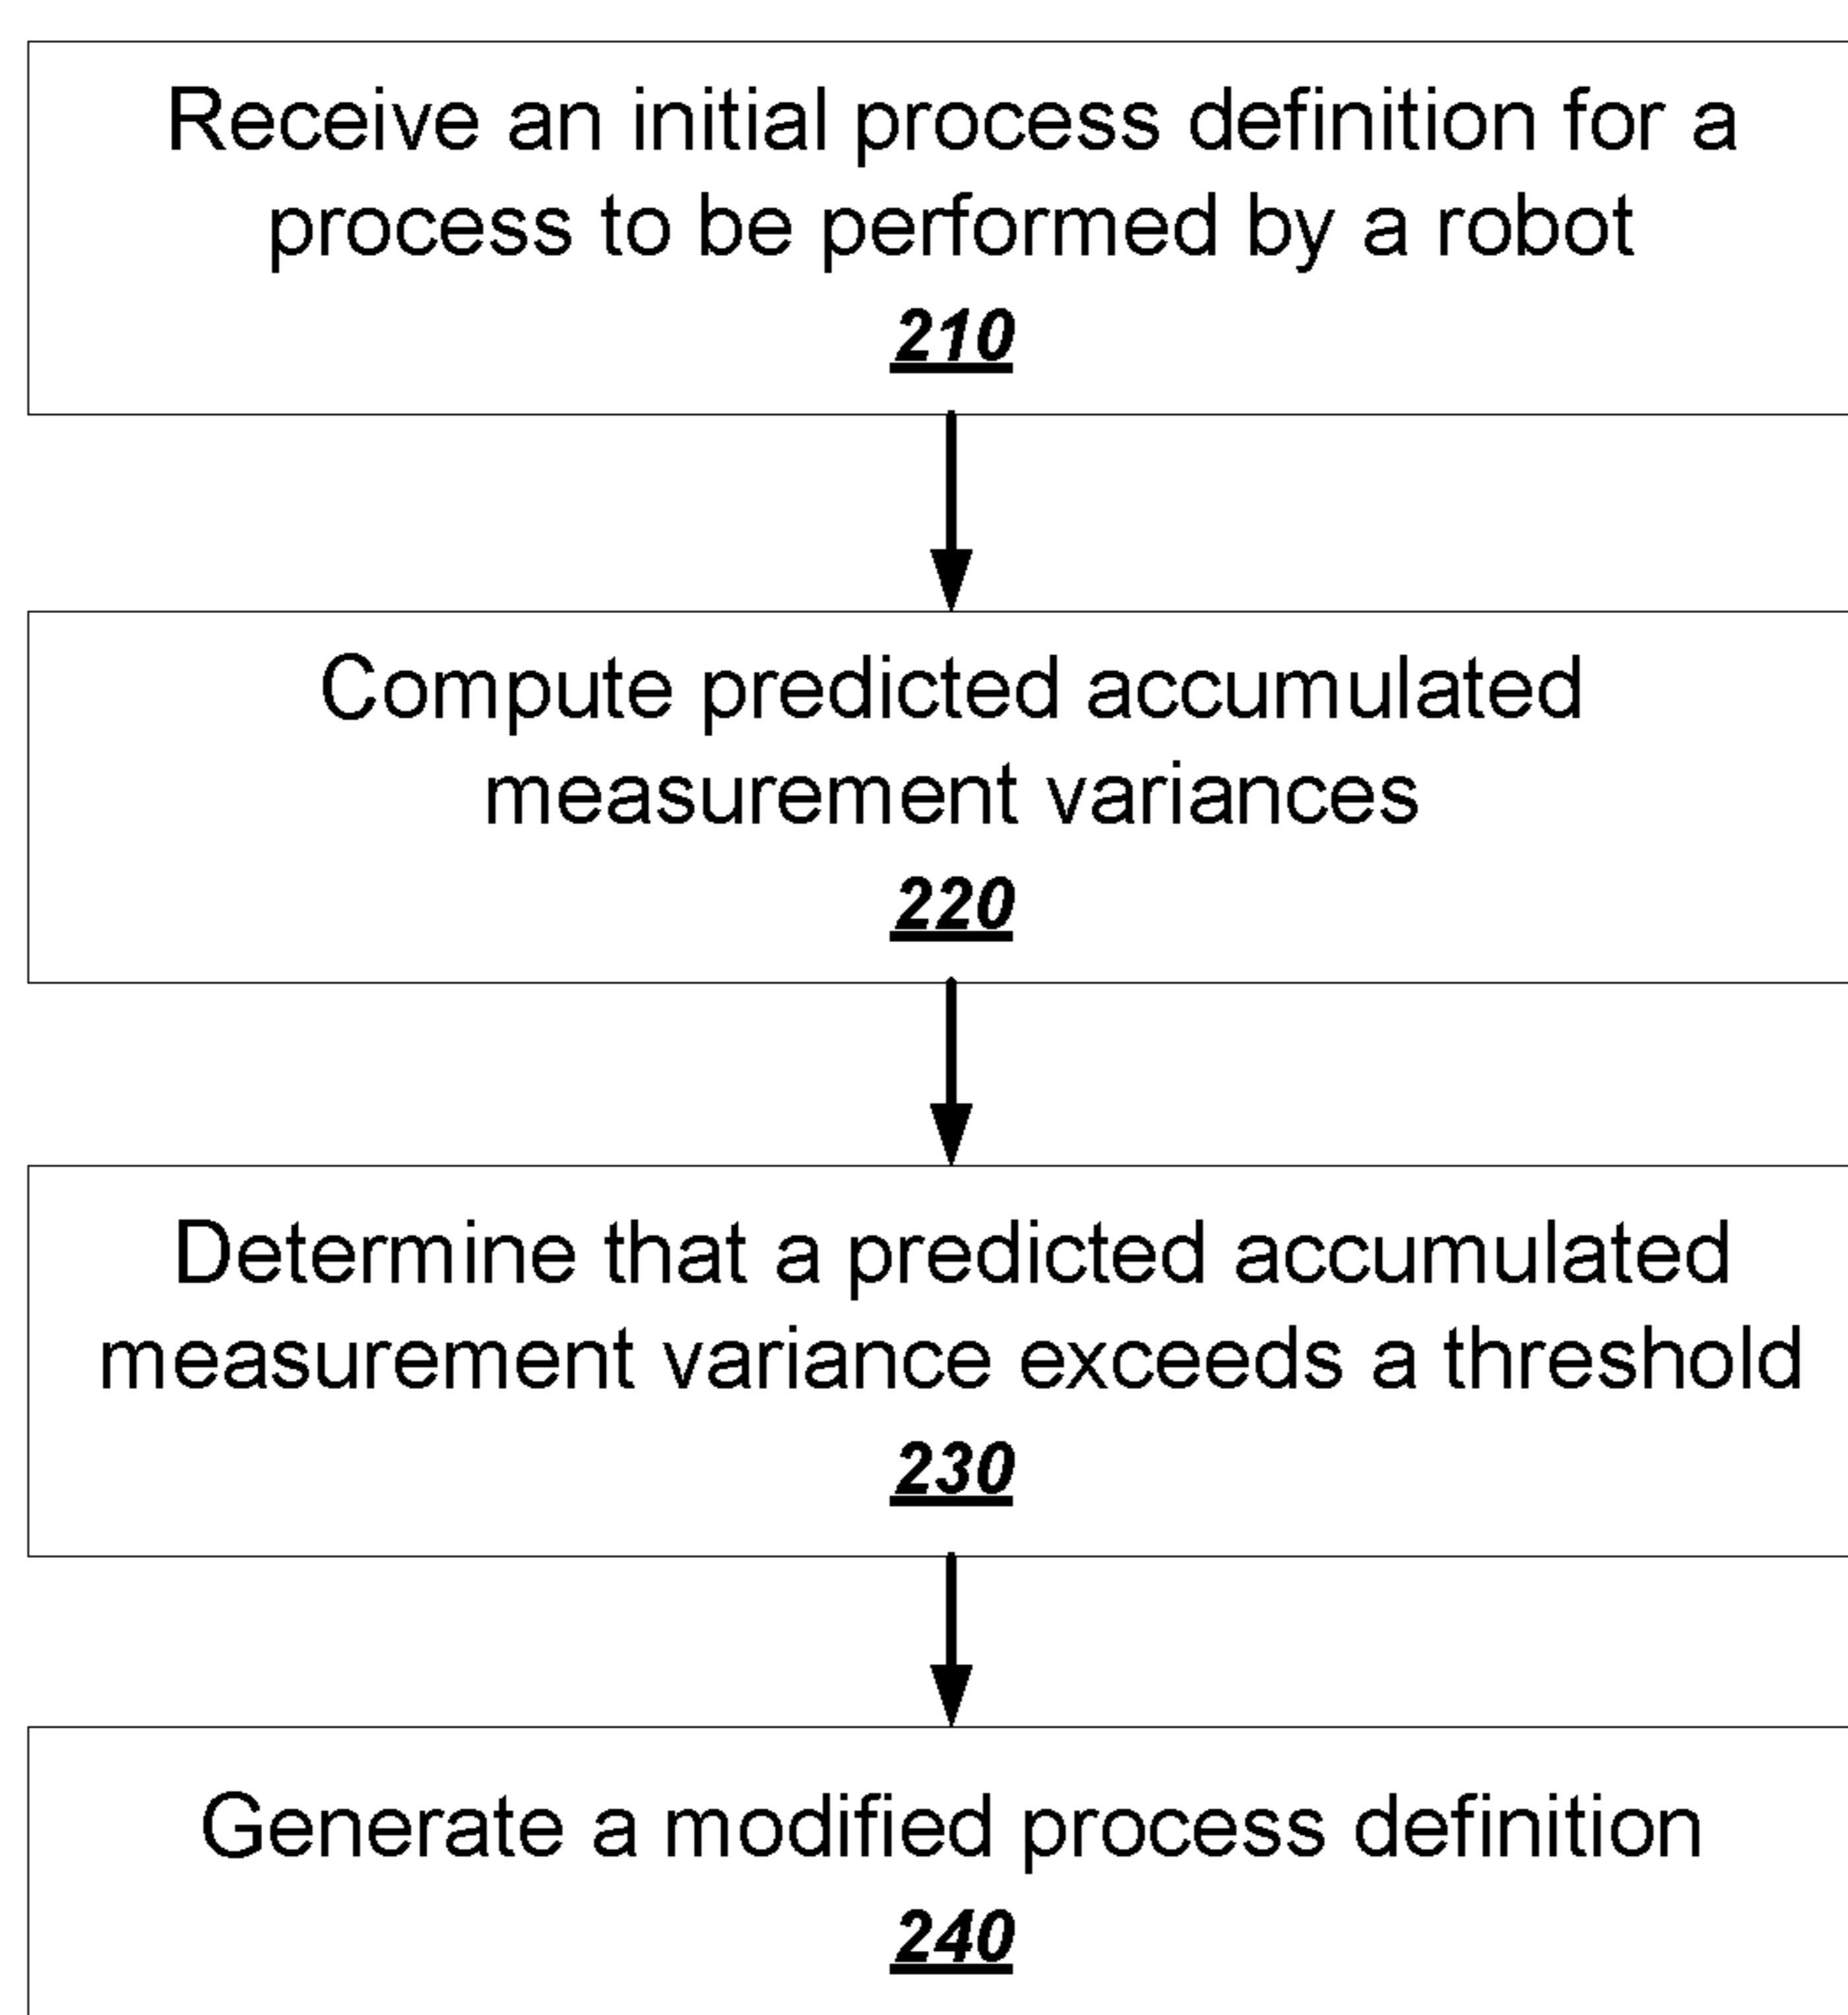 Receive an initial process definition for a
process to be performed by a robot
210
Compute predicted accumulated
measurement variances
220
Determine that a predicted accumulated
measurement variance exceeds a threshold
230
Generate a modified process definition
240